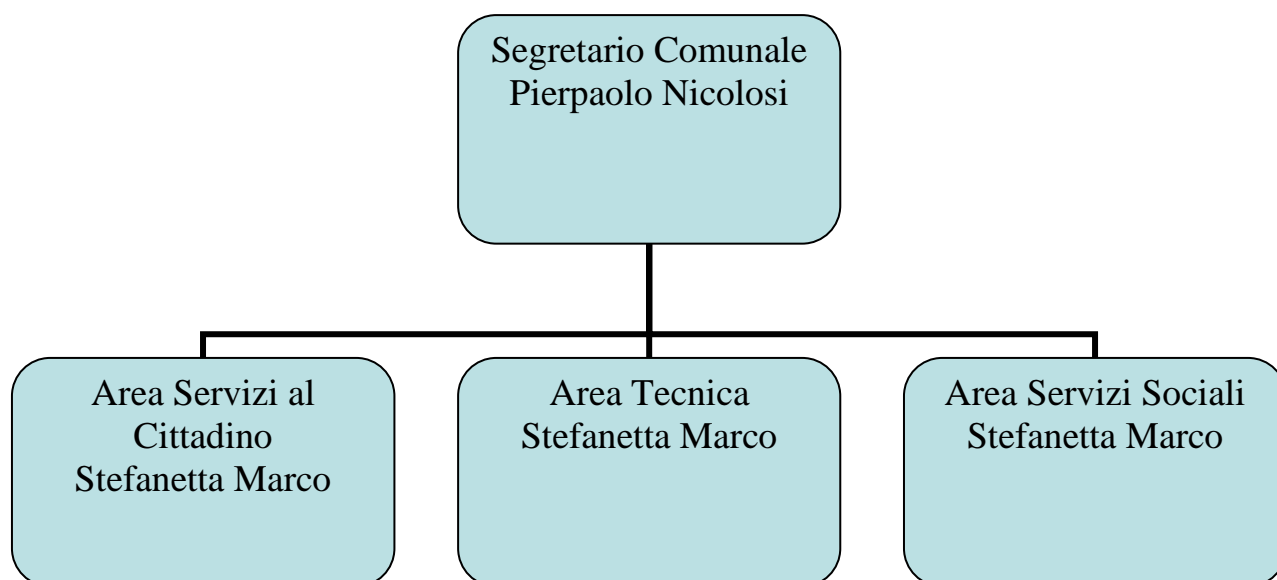 Segretario Comunale
Pierpaolo Nicolosi
Area Servizi al
Cittadino
Stefanetta Marco
Area Tecnica
Stefanetta Marco
Area Servizi Sociali
Stefanetta Marco